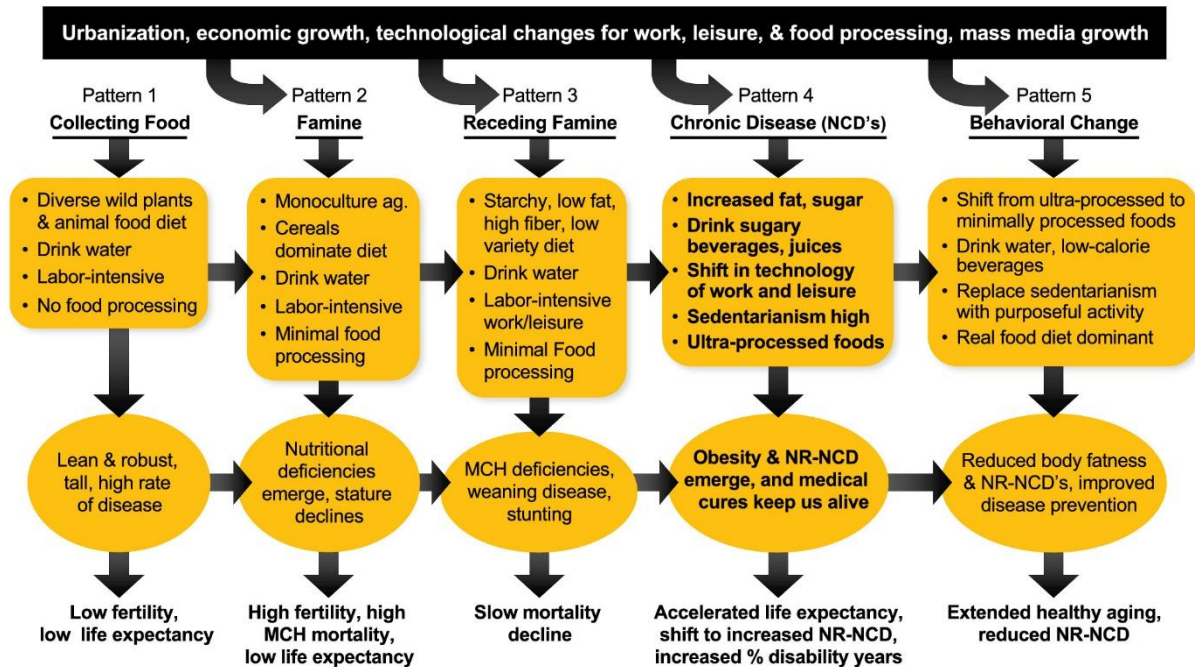 Urbanization, economic growth, technological changes for work, leisure, & food processing, mass media growth
Pattern 1
Collecting Food
Pattern 2
Famine
Pattern 3
Receding Famine
Pattern 4
Chronic Disease (NCD's)
Pattern 5
Behavioral Change
• Diverse wild plants
& animal food diet
• Drink water
• Labor-intensive
• No food processing
• Monoculture ag.
• Cereals
dominate diet
• Drink water
• Labor-intensive
• Minimal food
processing
• Starchy, low fat,
high fiber, low
variety diet
• Drink water
• Labor-intensive
work/leisure
• Minimal Food
processing
• Increased fat, sugar
• Drink sugary
beverages, juices
• Shift in technology
of work and leisure
• Sedentarianism high
• Ultra-processed foods
• Shift from ultra-processed to
minimally processed foods
• Drink water, low-calorie
beverages
• Replace sedentarianism
with purposeful activity
• Real food diet dominant
Lean & robust,
tall, high rate
of disease
Nutritional
deficiencies
emerge, stature
declines
MCH deficiencies,
weaning disease,
stunting
Obesity & NR-NCD
emerge, and medical
cures keep us alive
Reduced body fatness
& NR-NCD's, improved
disease prevention
Low fertility,
low life expectancy
High fertility, high
MCH mortality,
low life expectancy
Slow mortality
decline
Accelerated life expectancy,
shift to increased NR-NCD,
increased % disability years
Extended healthy aging,
reduced NR-NCD